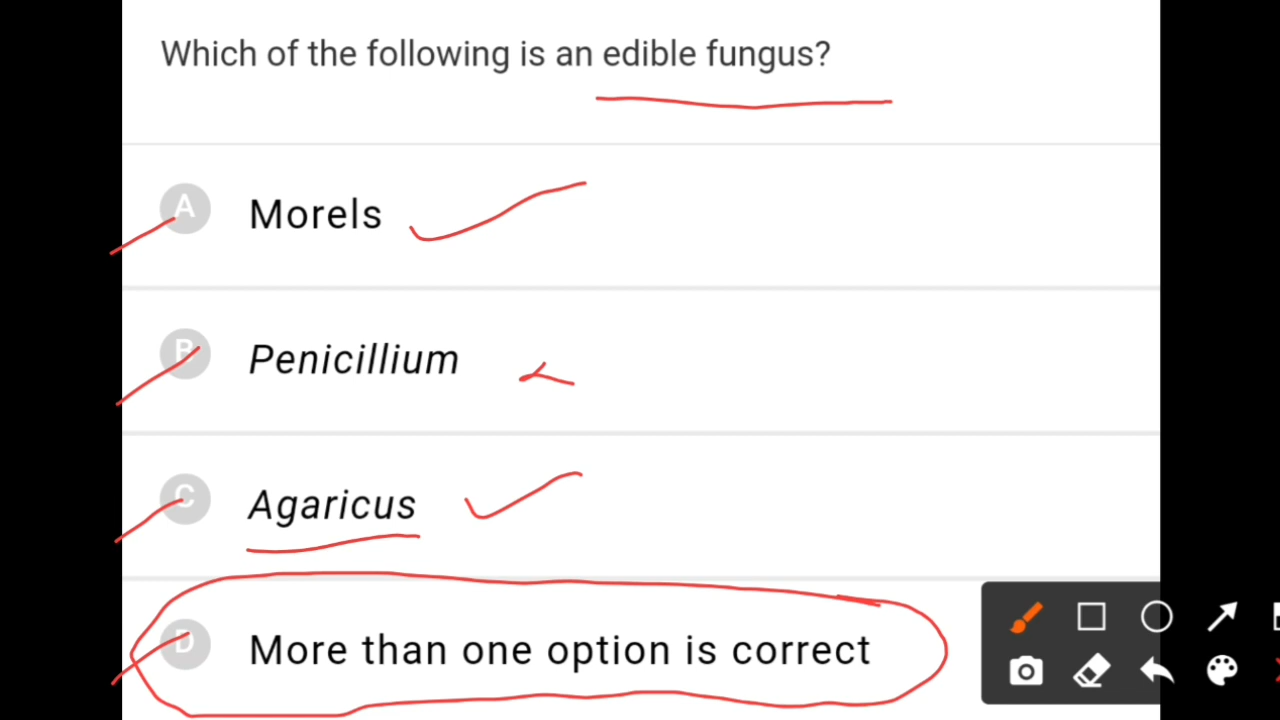 Which of the following is an edible fungus?
A Morels
B Penicillium
C Agaricus
D More than one option is correct